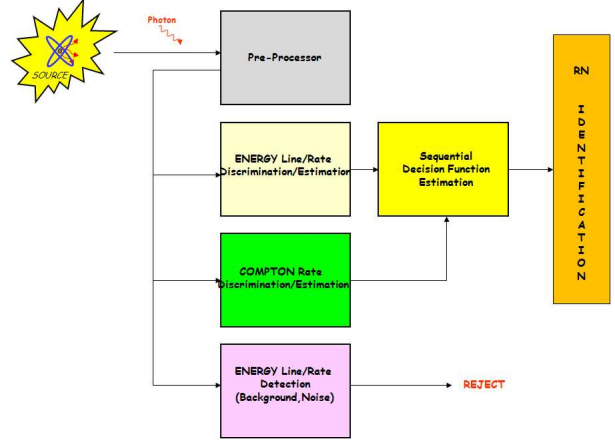 Photon
SOURCE
Pre-Processor
ENERGY Line/Rate
Discrimination/Estimation
Sequential
Decision Function
Estimation
COMPTON Rate
Discrimination/Estimation
ENERGY Line/Rate
Detection
(Background,Noise)
REJECT
RN
IDENTIFICATION